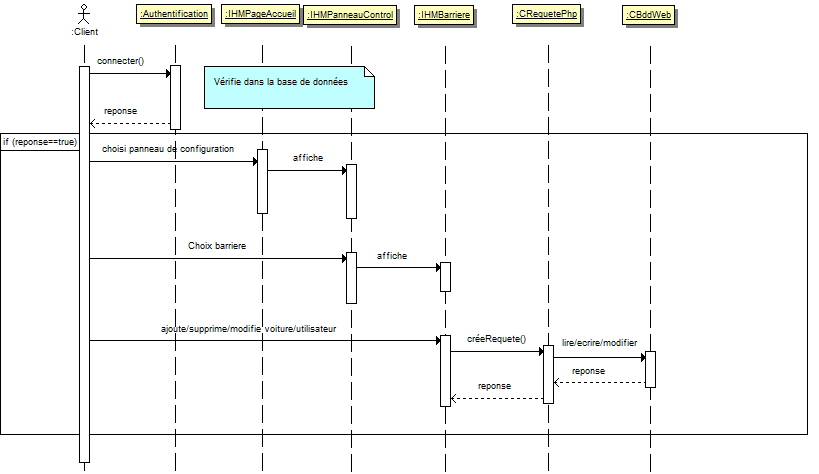 :Client
:Authentification
:IHMPageAccueil
:IHMPanneauControl
:IHMBarriere
:CRequetePhp
:CBddWeb
connecter()
Vérifie dans la base de données
reponse
if (reponse==true)
choisi panneau de configuration
affiche
Choix barriere
affiche
ajoute/supprime/modifie voiture/utilisateur
créeRequete()
lire/ecrire/modifier
reponse
reponse